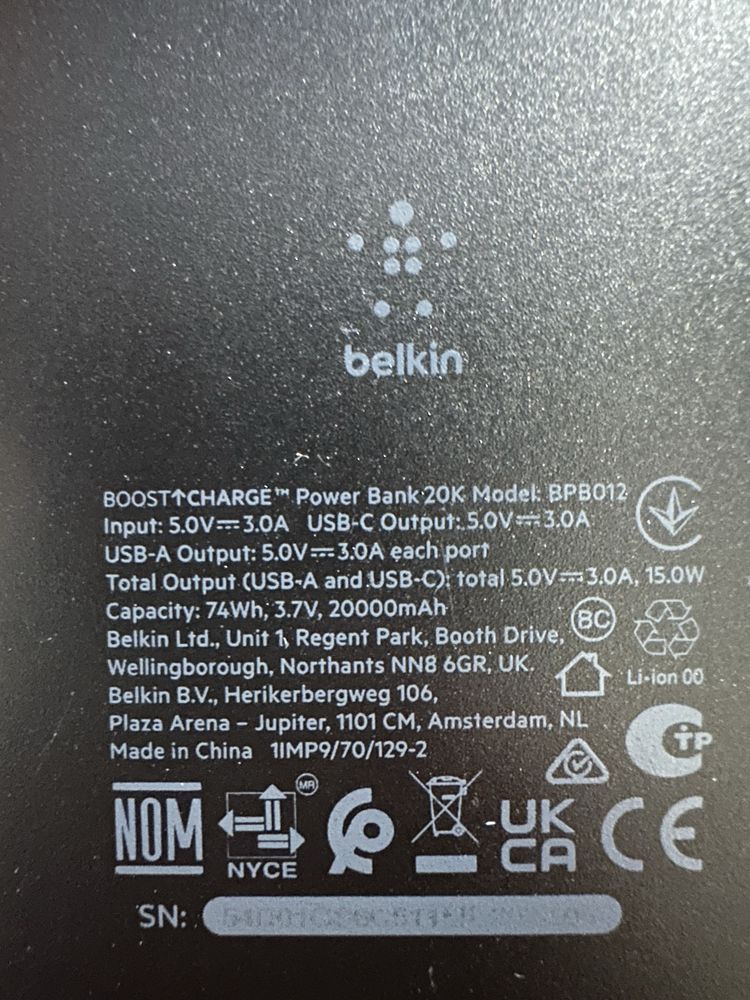 belkin
BOOST↑CHARGE™ Power Bank 20K Model: BPB012
Input: 5.0V⎓3.0A USB-C Output: 5.0V⎓3.0A
USB-A Output: 5.0V⎓3.0A each port
Total Output (USB-A and USB-C): total 5.0V⎓3.0A, 15.0W
Capacity: 74Wh, 3.7V, 20000mAh
Belkin Ltd., Unit 1, Regent Park, Booth Drive,
BC
Wellingborough, Northants NN8 6GR, UK.
Li-ion 00
Belkin B.V., Herikerbergweg 106,
Plaza Arena – Jupiter, 1101 CM, Amsterdam, NL
Made in China 1IMP9/70/129-2
NOM
MR
NYCE
UK
CA
CE
SN: